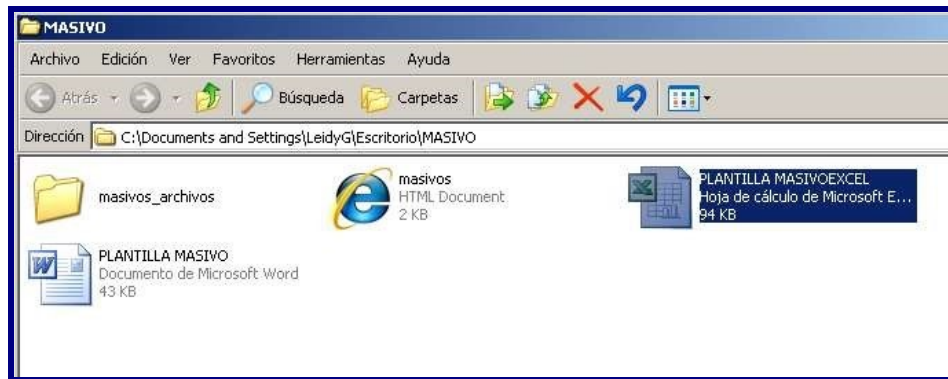 MASIVO
Archivo Edición Ver Favoritos Herramientas Ayuda
Atrás Búsqueda Carpetas
Dirección C:\Documents and Settings\LeidyG\Escritorio\MASIVO
masivos_archivos
masivos
HTML Document
2 KB
PLANTILLA MASIVOEXCEL
Hoja de cálculo de Microsoft E...
94 KB
PLANTILLA MASIVO
Documento de Microsoft Word
43 KB